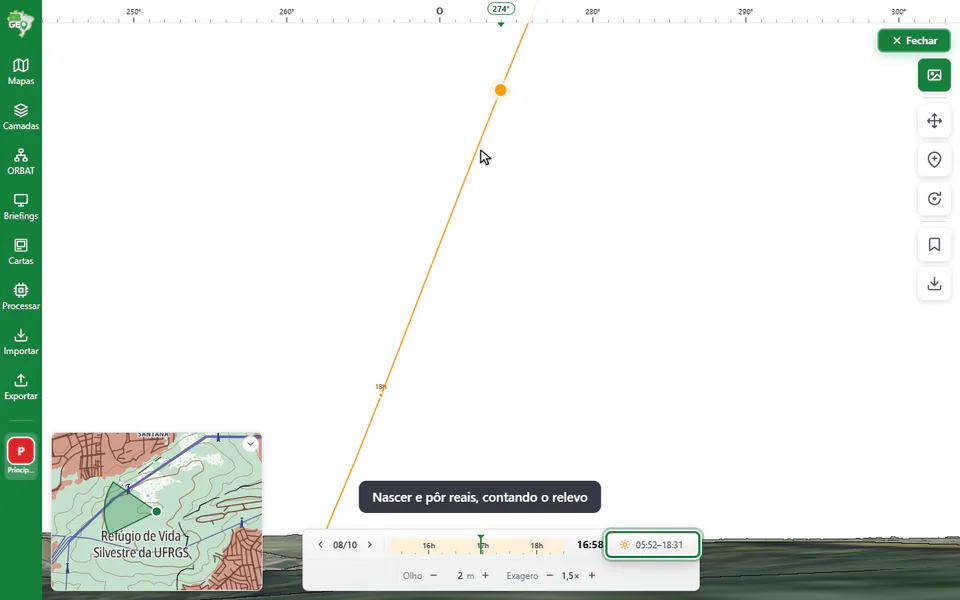 GEO
Mapas
Camadas
ORBAT
Briefings
Cartas
Processar
Importar
Exportar
P
Princip...
250°
260°
O
274°
280°
290°
300°
Fechar
18h
SANTANA
Refúgio de Vida
Silvestre da UFRGS
Nascer e pôr reais, contando o relevo
08/10
16h
17h
18h
16:58
05:52–18:31
Olho − 2 m +
Exagero − 1,5× +